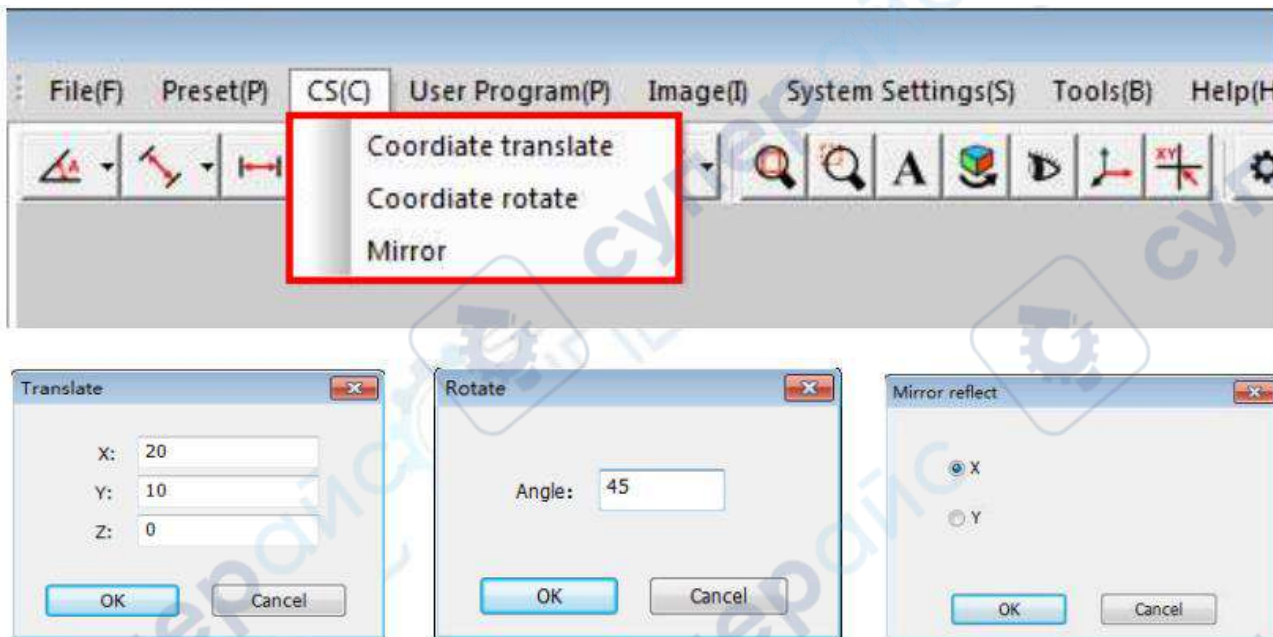 File(F) Preset(P) CS(C) User Program(P) Image(I) System Settings(S) Tools(B) Help(H
A A XY
Coordiate translate
Coordiate rotate
Mirror
Translate
X: 20
Y: 10
Z: 0
OK Cancel
Rotate
Angle: 45
OK Cancel
Mirror reflect
X
Y
OK Cancel